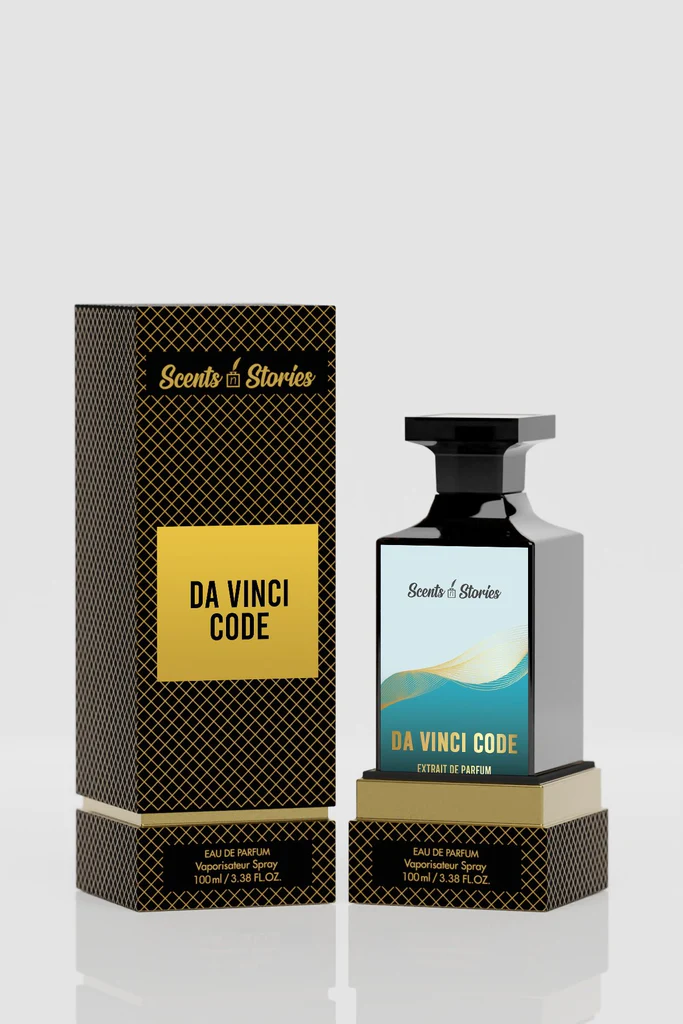 Scents Stories
DA VINCI
CODE
EAU DE PARFUM
Vaporisateur Spray
100ml / 3.38 FL.OZ.
Scents Stories
DA VINCI CODE
EXTRAIT DE PARFUM
EAU DE PARFUM
Vaporisateur Spray
100ml / 3.38 FL.OZ.